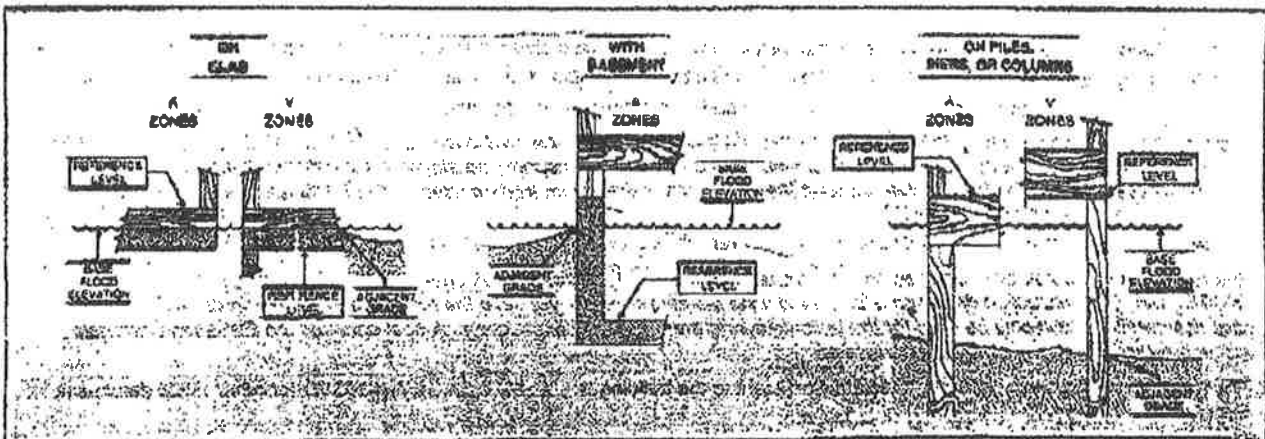 ON
SLAB
A
ZONES
V
ZONES
REFERENCE
LEVEL
BASE
FLOOD
ELEVATION
REFERENCE
LEVEL
ADJACENT
GRADE
WITH
BASEMENT
A
ZONES
BASE
FLOOD
ELEVATION
ADJACENT
GRADE
REFERENCE
LEVEL
ON PILES,
PIERS, OR COLUMNS
A
ZONES
V
ZONES
REFERENCE
LEVEL
REFERENCE
LEVEL
BASE
FLOOD
ELEVATION
ADJACENT
GRADE